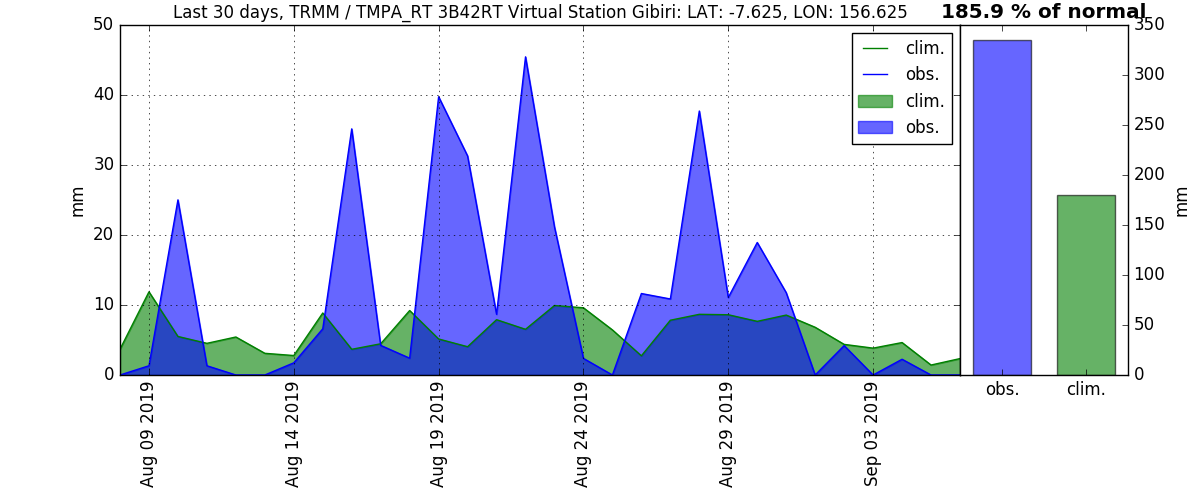 Last 30 days, TRMM / TMPA_RT 3B42RT Virtual Station Gibiri: LAT: -7.625, LON: 156.625
185.9 % of normal
50
40
30
20
10
0
mm
clim.
obs.
clim.
obs.
Aug 09 2019
Aug 14 2019
Aug 19 2019
Aug 24 2019
Aug 29 2019
Sep 03 2019
350
300
250
200
150
100
50
0
mm
obs.
clim.